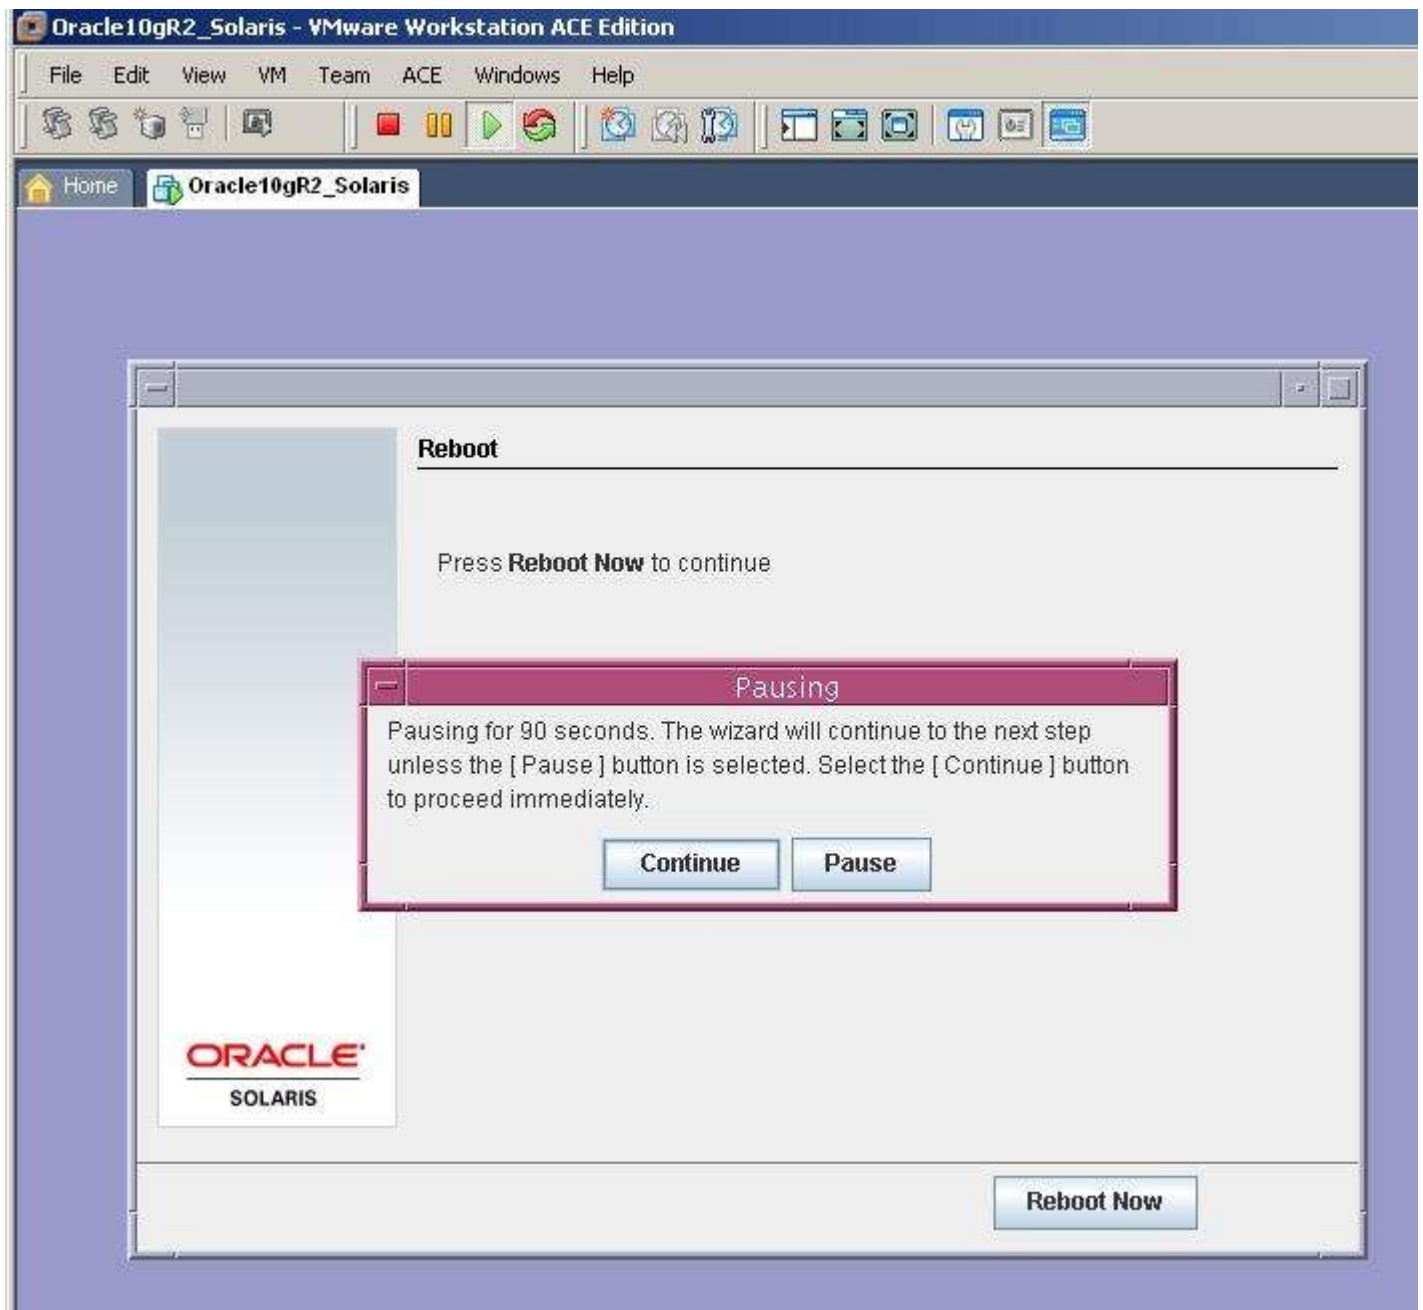 Oracle10gR2_Solaris - VMware Workstation ACE Edition
File Edit View VM Team ACE Windows Help
Home Oracle10gR2_Solaris
Reboot
Press Reboot Now to continue
Pausing
Pausing for 90 seconds. The wizard will continue to the next step
unless the [ Pause ] button is selected. Select the [ Continue ] button
to proceed immediately.
Continue Pause
ORACLE
SOLARIS
Reboot Now